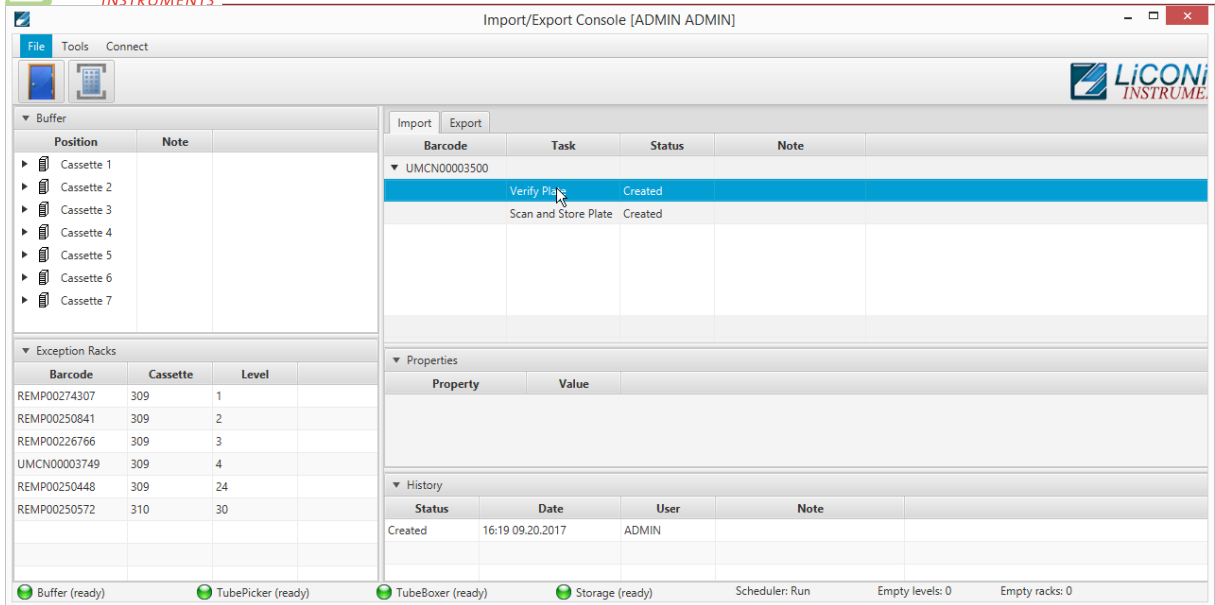 INSTRUMENTS
Import/Export Console [ADMIN ADMIN]
File Tools Connect
LiCONi
INSTRUME
Buffer
Position Note
Cassette 1
Cassette 2
Cassette 3
Cassette 4
Cassette 5
Cassette 6
Cassette 7
Exception Racks
Barcode Cassette Level
REMP00274307 309 1
REMP00250841 309 2
REMP00226766 309 3
UMCN00003749 309 4
REMP00250448 309 24
REMP00250572 310 30
Import Export
Barcode Task Status Note
UMCN00003500
Verify Plate Created
Scan and Store Plate Created
Properties
Property Value
History
Status Date User Note
Created 16:19 09.20.2017 ADMIN
Buffer (ready) TubePicker (ready) TubeBoxer (ready) Storage (ready) Scheduler: Run Empty levels: 0 Empty racks: 0